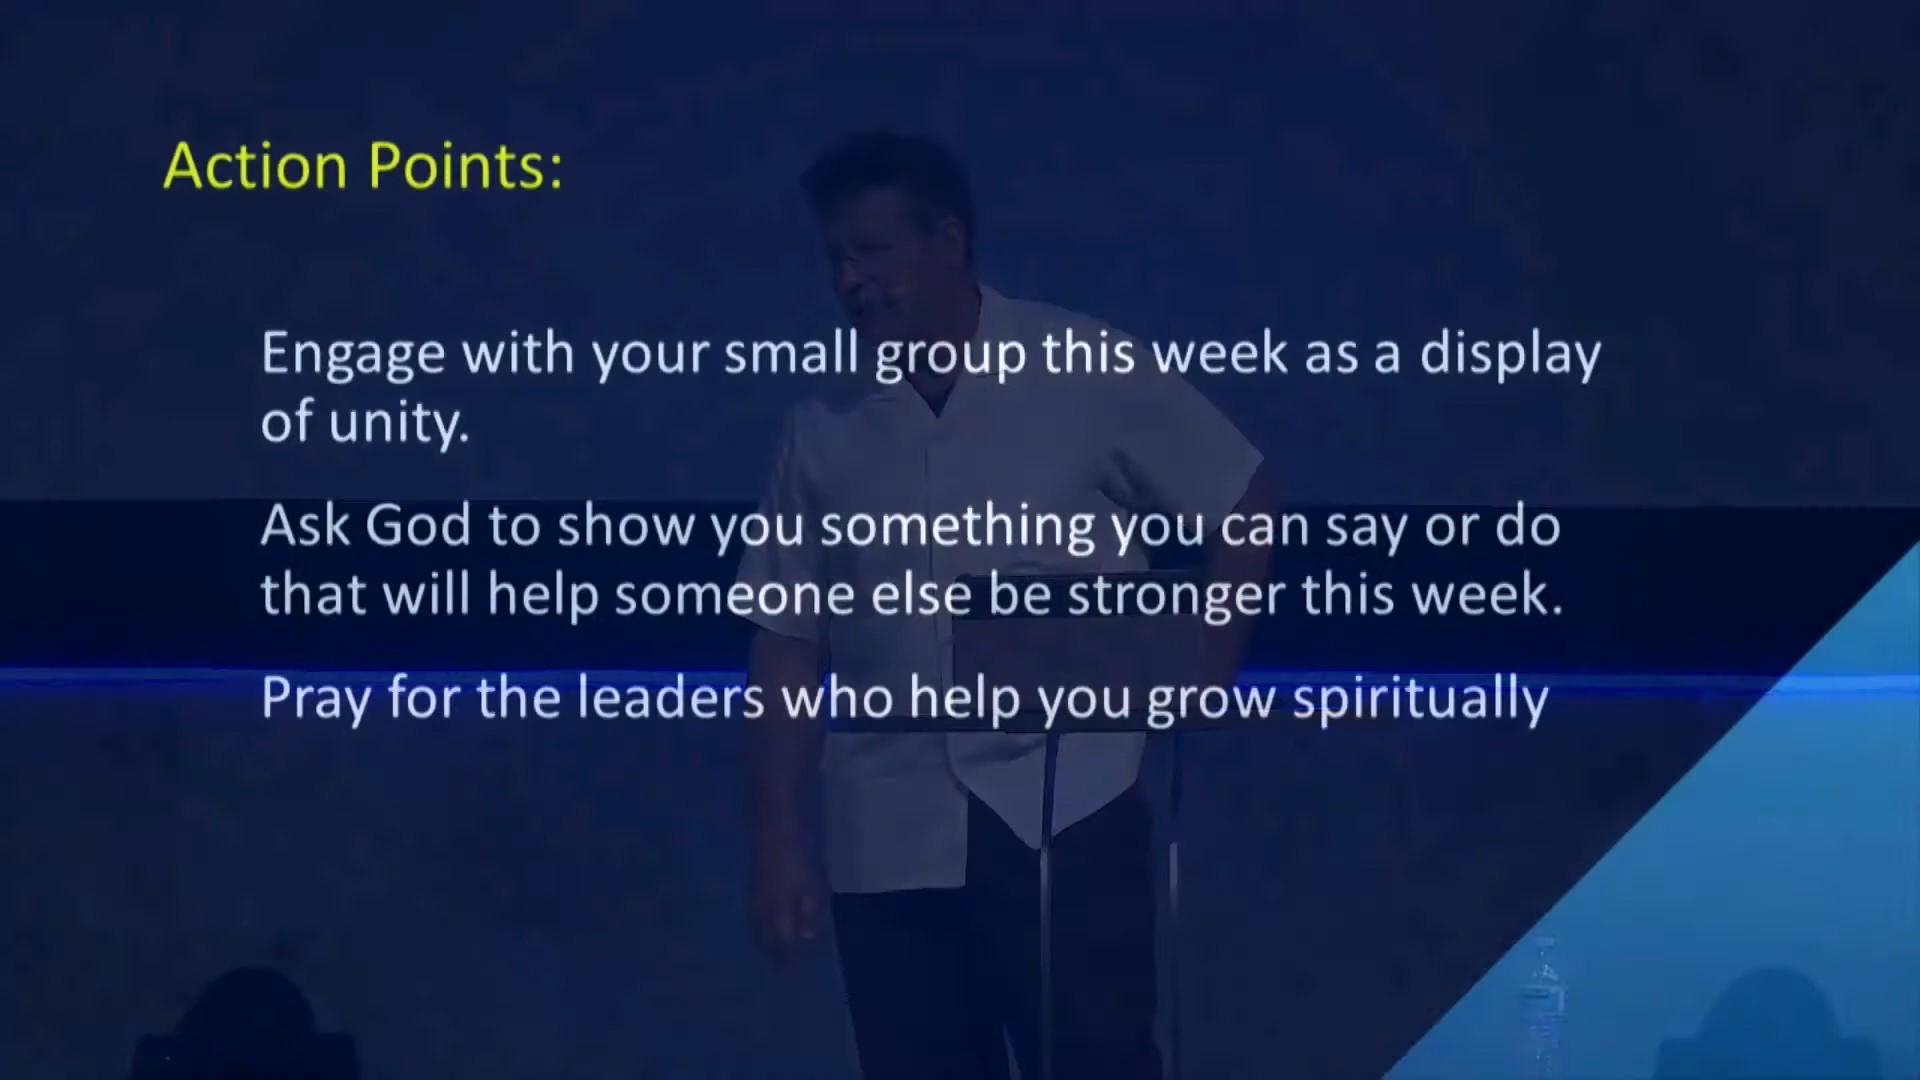 Action Points:
Engage with your small group this week as a display
of unity.
Ask God to show you something you can say or do
that will help someone else be stronger this week.
Pray for the leaders who help you grow spiritually